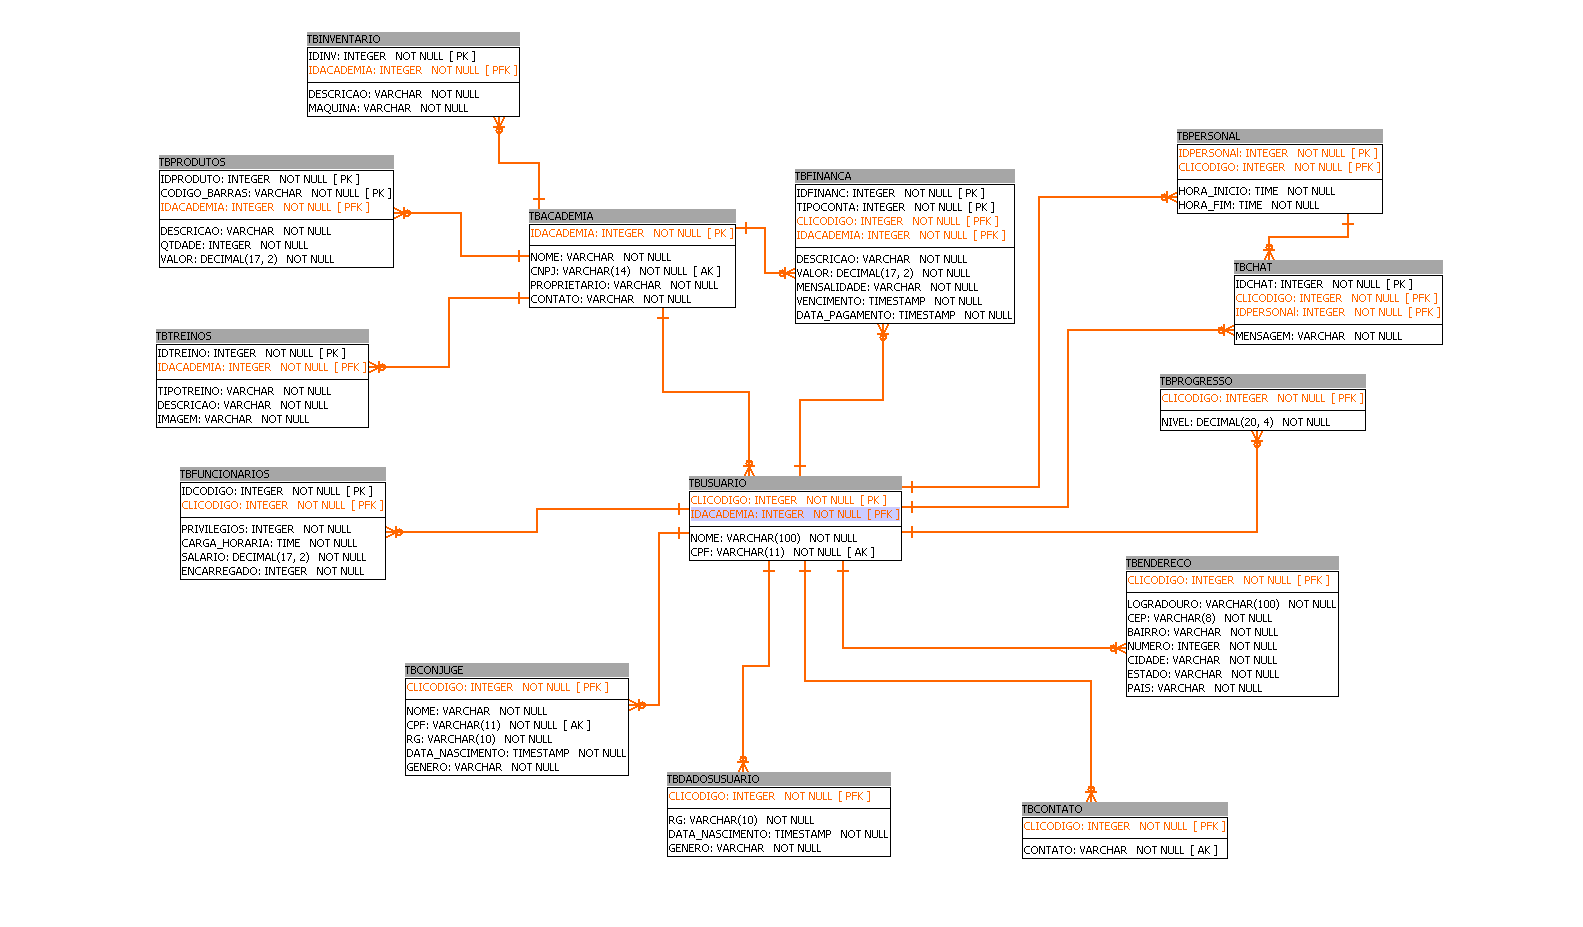 TBINVENTARIO
IDINV: INTEGER NOT NULL [ PK ]
IDACADEMIA: INTEGER NOT NULL [ PFK ]
DESCRICAO: VARCHAR NOT NULL
MAQUINA: VARCHAR NOT NULL
TBPRODUTOS
IDPRODUTO: INTEGER NOT NULL [ PK ]
CODIGO_BARRAS: VARCHAR NOT NULL [ PK ]
IDACADEMIA: INTEGER NOT NULL [ PFK ]
DESCRICAO: VARCHAR NOT NULL
QTDADE: INTEGER NOT NULL
VALOR: DECIMAL(17, 2) NOT NULL
TBACADEMIA
IDACADEMIA: INTEGER NOT NULL [ PK ]
NOME: VARCHAR NOT NULL
CNPJ: VARCHAR(14) NOT NULL [ AK ]
PROPRIETARIO: VARCHAR NOT NULL
CONTATO: VARCHAR NOT NULL
TBFINANCA
IDFINANC: INTEGER NOT NULL [ PK ]
TIPOCONTA: INTEGER NOT NULL [ PK ]
CLICODIGO: INTEGER NOT NULL [ PFK ]
IDACADEMIA: INTEGER NOT NULL [ PFK ]
DESCRICAO: VARCHAR NOT NULL
VALOR: DECIMAL(17, 2) NOT NULL
MENSALIDADE: VARCHAR NOT NULL
VENCIMENTO: TIMESTAMP NOT NULL
DATA_PAGAMENTO: TIMESTAMP NOT NULL
TBPERSONAL
IDPERSONAl: INTEGER NOT NULL [ PK ]
CLICODIGO: INTEGER NOT NULL [ PFK ]
HORA_INICIO: TIME NOT NULL
HORA_FIM: TIME NOT NULL
TBCHAT
IDCHAT: INTEGER NOT NULL [ PK ]
CLICODIGO: INTEGER NOT NULL [ PFK ]
IDPERSONAl: INTEGER NOT NULL [ PFK ]
MENSAGEM: VARCHAR NOT NULL
TBTREINOS
IDTREINO: INTEGER NOT NULL [ PK ]
IDACADEMIA: INTEGER NOT NULL [ PFK ]
TIPOTREINO: VARCHAR NOT NULL
DESCRICAO: VARCHAR NOT NULL
IMAGEM: VARCHAR NOT NULL
TBPROGRESSO
CLICODIGO: INTEGER NOT NULL [ PFK ]
NIVEL: DECIMAL(20, 4) NOT NULL
TBFUNCIONARIOS
IDCODIGO: INTEGER NOT NULL [ PK ]
CLICODIGO: INTEGER NOT NULL [ PFK ]
PRIVILEGIOS: INTEGER NOT NULL
CARGA_HORARIA: TIME NOT NULL
SALARIO: DECIMAL(17, 2) NOT NULL
ENCARREGADO: INTEGER NOT NULL
TBUSUARIO
CLICODIGO: INTEGER NOT NULL [ PK ]
IDACADEMIA: INTEGER NOT NULL [ PFK ]
NOME: VARCHAR(100) NOT NULL
CPF: VARCHAR(11) NOT NULL [ AK ]
TBENDERECO
CLICODIGO: INTEGER NOT NULL [ PFK ]
LOGRADOURO: VARCHAR(100) NOT NULL
CEP: VARCHAR(8) NOT NULL
BAIRRO: VARCHAR NOT NULL
NUMERO: INTEGER NOT NULL
CIDADE: VARCHAR NOT NULL
ESTADO: VARCHAR NOT NULL
PAIS: VARCHAR NOT NULL
TBCONJUGE
CLICODIGO: INTEGER NOT NULL [ PFK ]
NOME: VARCHAR NOT NULL
CPF: VARCHAR(11) NOT NULL [ AK ]
RG: VARCHAR(10) NOT NULL
DATA_NASCIMENTO: TIMESTAMP NOT NULL
GENERO: VARCHAR NOT NULL
TBDADOSUSUARIO
CLICODIGO: INTEGER NOT NULL [ PFK ]
RG: VARCHAR(10) NOT NULL
DATA_NASCIMENTO: TIMESTAMP NOT NULL
GENERO: VARCHAR NOT NULL
TBCONTATO
CLICODIGO: INTEGER NOT NULL [ PFK ]
CONTATO: VARCHAR NOT NULL [ AK ]